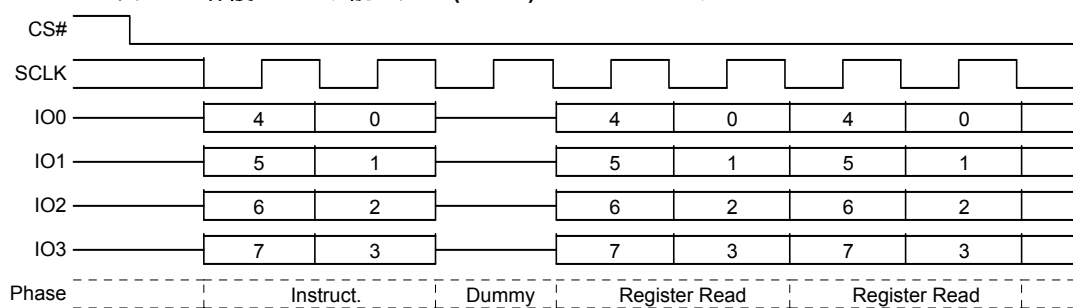 CS#
SCLK
IO0 4 0 4 0 4 0
IO1 5 1 5 1 5 1
IO2 6 2 6 2 6 2
IO3 7 3 7 3 7 3
Phase Instruct. Dummy Register Read Register Read